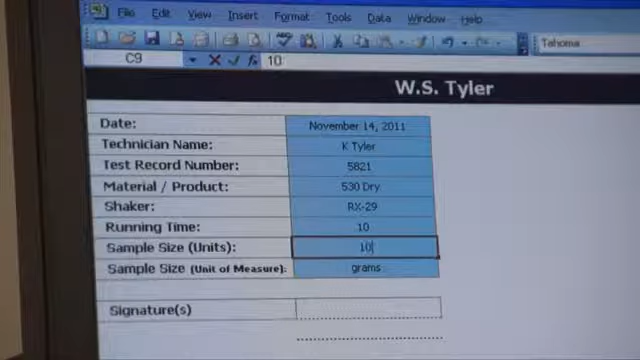 File Edit View Insert Format Tools Data Window Help
Tahoma
C9 fx 10
W.S. Tyler
Date: November 14, 2011
Technician Name: K Tyler
Test Record Number: 5821
Material / Product: 530 Dry
Shaker: RX-29
Running Time: 10
Sample Size (Units): 10
Sample Size (Unit of Measure): grams
Signature(s)